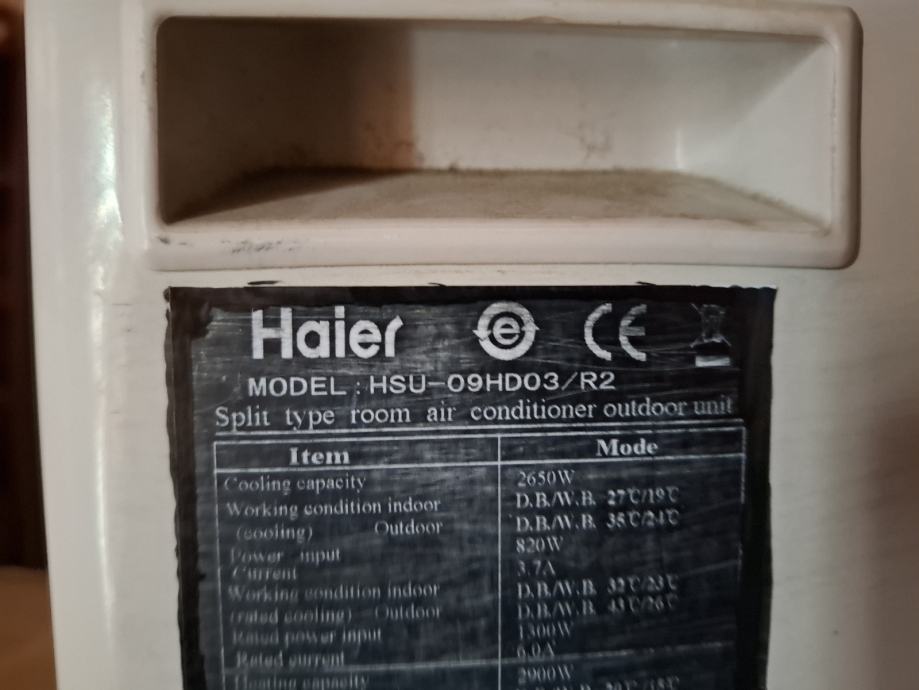 Haier e CE
MODEL : HSU-09HD03/R2
Split type room air conditioner outdoor unit
Item Mode
Cooling capacity 2650W
Working condition indoor D.B./W.B. 27℃/19℃
(cooling) Outdoor D.B./W.B. 35℃/24℃
Power input 820W
Current 3.7A
Working condition indoor D.B./W.B. 32℃/23℃
(rated cooling) Outdoor D.B./W.B. 43℃/26℃
Rated power input 1300W
Rated current 6.0A
Heating capacity 2900W